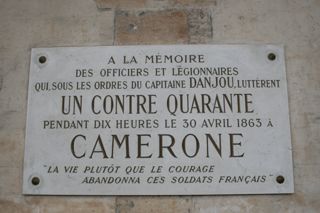 A LA MÉMOIRE
DES OFFICIERS ET LÉGIONNAIRES
QUI, SOUS LES ORDRES DU CAPITAINE DANJOU, LUTTÈRENT
UN CONTRE QUARANTE
PENDANT DIX HEURES LE 30 AVRIL 1863 À
CAMERONE
"LA VIE PLUTÔT QUE LE COURAGE
ABANDONNA CES SOLDATS FRANÇAIS"